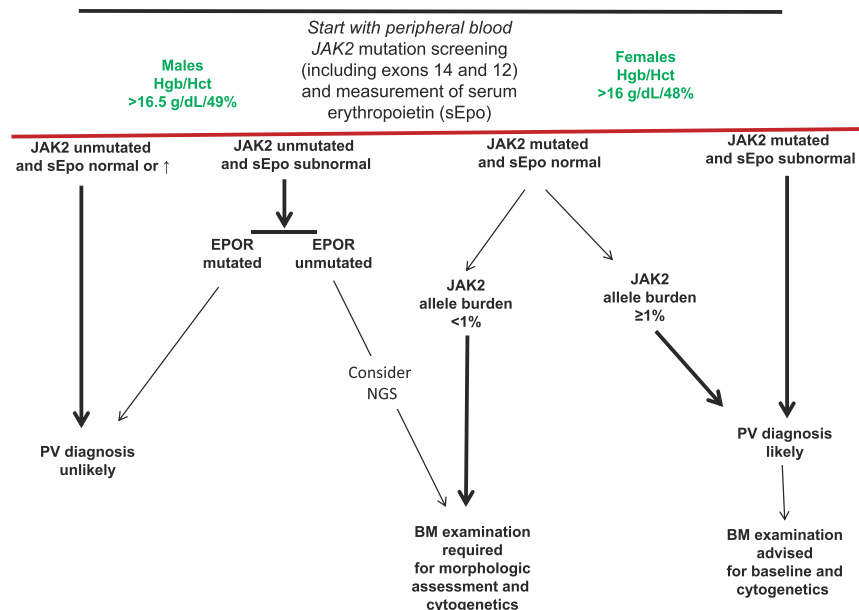 Start with peripheral blood
JAK2 mutation screening
(including exons 14 and 12)
and measurement of serum
erythropoietin (sEpo)
Males
Hgb/Hct
>16.5 g/dL/49%
Females
Hgb/Hct
>16 g/dL/48%
JAK2 unmutated
and sEpo normal or ↑
JAK2 unmutated
and sEpo subnormal
JAK2 mutated
and sEpo normal
JAK2 mutated
and sEpo subnormal
EPOR
mutated
EPOR
unmutated
JAK2
allele burden
<1%
JAK2
allele burden
≥1%
Consider
NGS
PV diagnosis
unlikely
PV diagnosis
likely
BM examination
required
for morphologic
assessment and
cytogenetics
BM examination
advised
for baseline and
cytogenetics